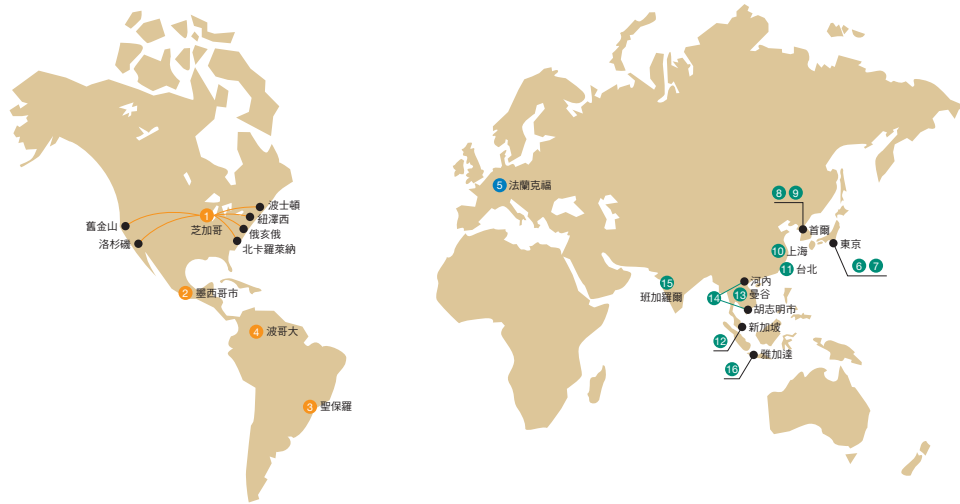 波士頓
1
紐澤西
舊金山
芝加哥
俄亥俄
洛杉磯
北卡羅萊納
2 墨西哥市
4 波哥大
3 聖保羅
5 法蘭克福
8 9
首爾
東京
10 上海
6 7
11 台北
15
班加羅爾
河內
14
13 曼谷
胡志明市
新加坡
12
雅加達
16